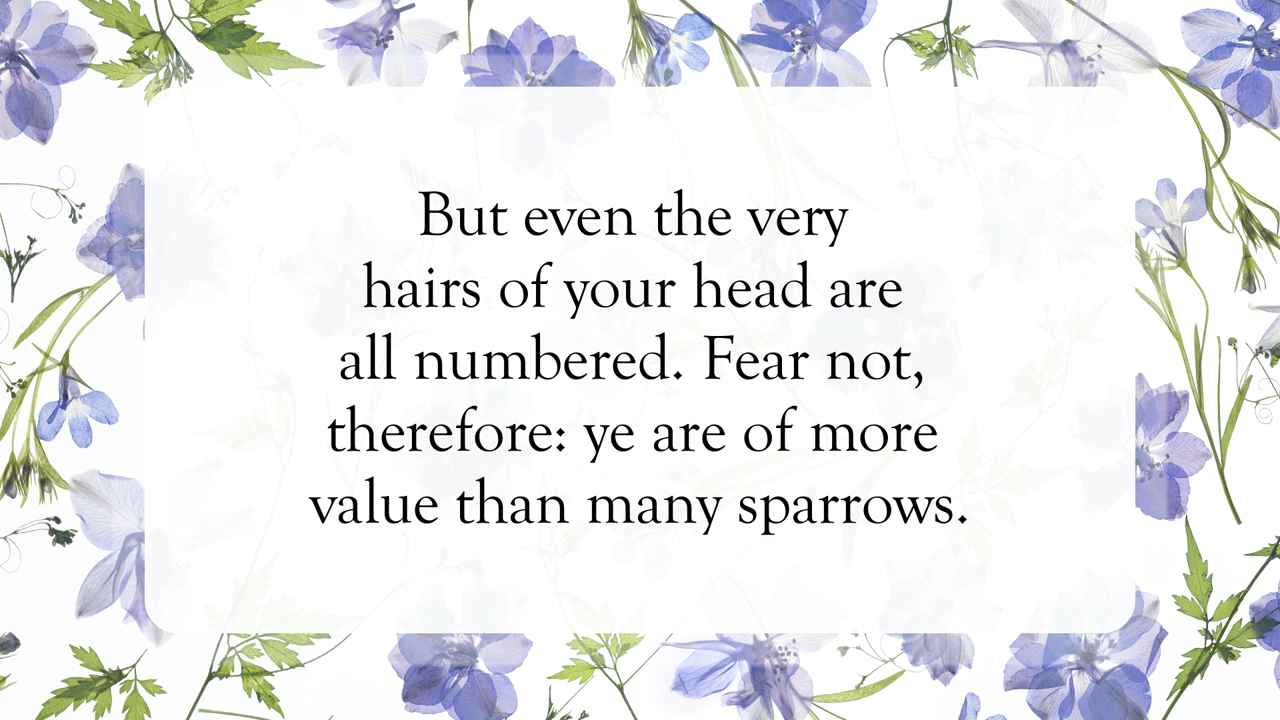 But even the very
hairs of your head are
all numbered. Fear not,
therefore: ye are of more
value than many sparrows.